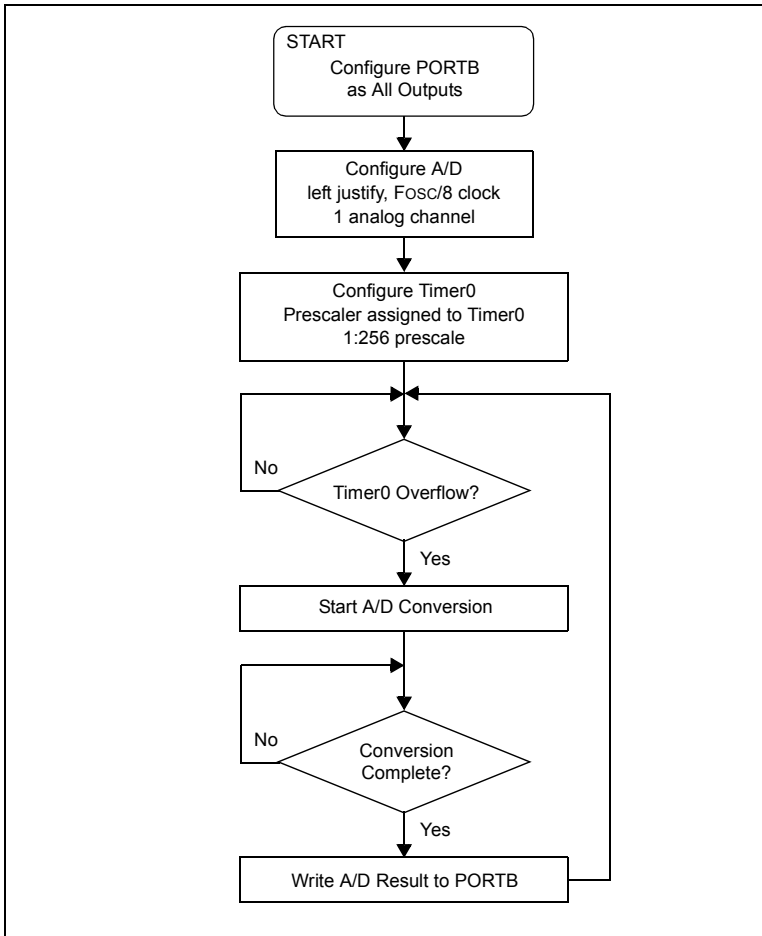 START
Configure PORTB
as All Outputs
Configure A/D
left justify, FOSC/8 clock
1 analog channel
Configure Timer0
Prescaler assigned to Timer0
1:256 prescale
No
Timer0 Overflow?
Yes
Start A/D Conversion
No
Conversion
Complete?
Yes
Write A/D Result to PORTB